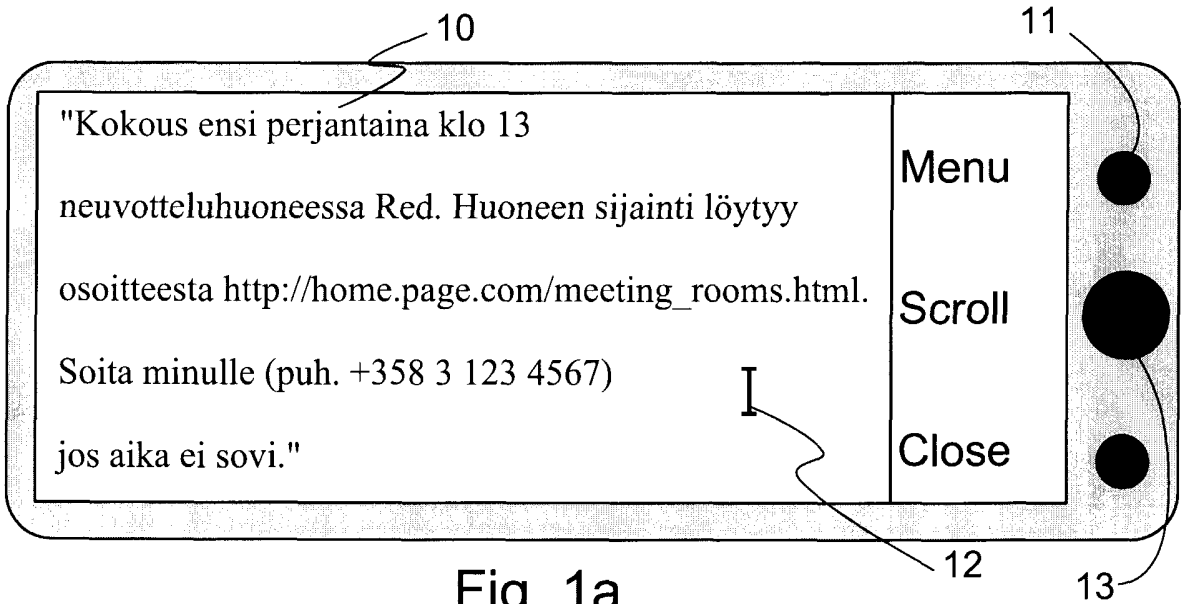 10
11
"Kokous ensi perjantaina klo 13
Menu
neuvotteluhuoneessa Red. Huoneen sijainti löytyy
osoitteesta http://home.page.com/meeting_rooms.html.
Scroll
Soita minulle (puh. +358 3 123 4567)
jos aika ei sovi."
Close
12
13
Fig. 1a